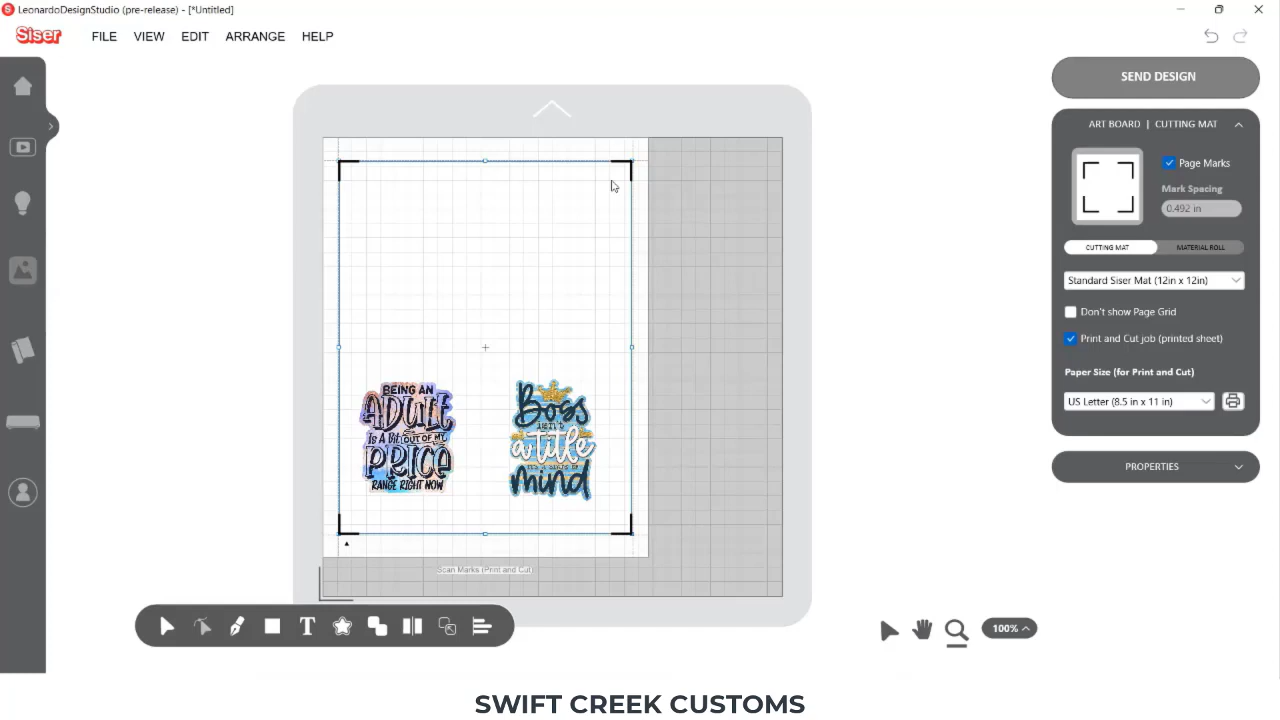 LeonardoDesignStudio (pre-release) - [*Untitled]
Siser FILE VIEW EDIT ARRANGE HELP
SEND DESIGN
ART BOARD | CUTTING MAT
Page Marks
Mark Spacing
0.492 in
CUTTING MAT MATERIAL ROLL
Standard Siser Mat (12in x 12in)
Don't show Page Grid
Print and Cut job (printed sheet)
Paper Size (for Print and Cut)
US Letter (8.5 in x 11 in)
PROPERTIES
BEING AN
ADULT
IS A Bit OUT OF MY
PRICE
RANGE RIGHT NOW
Boss
isn't
a title
it's a state of
mind
Scan Marks (Print and Cut)
T
100%
SWIFT CREEK CUSTOMS